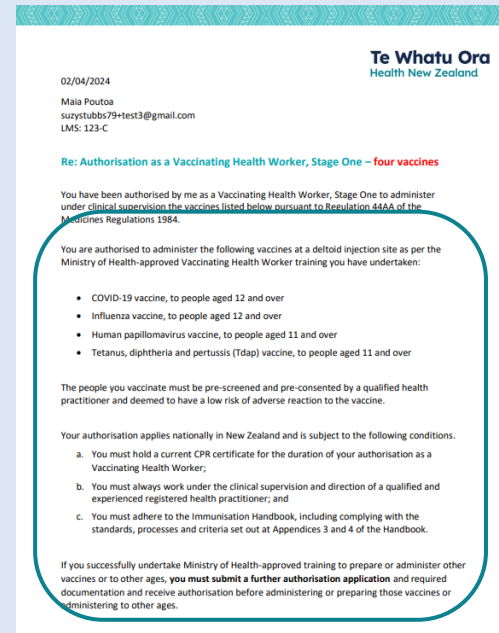 Te Whatu Ora
Health New Zealand
02/04/2024
Maia Poutoa
suzystubbs79+test3@gmail.com
LMS: 123-C
Re: Authorisation as a Vaccinating Health Worker, Stage One – four vaccines
You have been authorised by me as a Vaccinating Health Worker, Stage One to administer
under clinical supervision the vaccines listed below pursuant to Regulation 44AA of the
Medicines Regulations 1984.
You are authorised to administer the following vaccines at a deltoid injection site as per the
Ministry of Health-approved Vaccinating Health Worker training you have undertaken:
• COVID-19 vaccine, to people aged 12 and over
• Influenza vaccine, to people aged 12 and over
• Human papillomavirus vaccine, to people aged 11 and over
• Tetanus, diphtheria and pertussis (Tdap) vaccine, to people aged 11 and over
The people you vaccinate must be pre-screened and pre-consented by a qualified health
practitioner and deemed to have a low risk of adverse reaction to the vaccine.
Your authorisation applies nationally in New Zealand and is subject to the following conditions.
a. You must hold a current CPR certificate for the duration of your authorisation as a
Vaccinating Health Worker;
b. You must always work under the clinical supervision and direction of a qualified and
experienced registered health practitioner; and
c. You must adhere to the Immunisation Handbook, including complying with the
standards, processes and criteria set out at Appendices 3 and 4 of the Handbook.
If you successfully undertake Ministry of Health-approved training to prepare or administer other
vaccines or to other ages, you must submit a further authorisation application and required
documentation and receive authorisation before administering or preparing those vaccines or
administering to other ages.